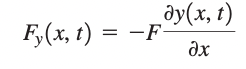 F_y(x, t) = −F ∂y(x, t)/∂x